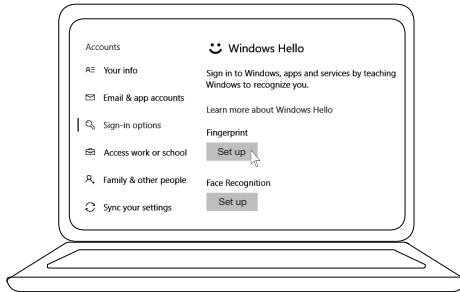 Accounts
Your info
Email & app accounts
Sign-in options
Access work or school
Family & other people
Sync your settings
Windows Hello
Sign in to Windows, apps and services by teaching
Windows to recognize you.
Learn more about Windows Hello
Fingerprint
Set up
Face Recognition
Set up